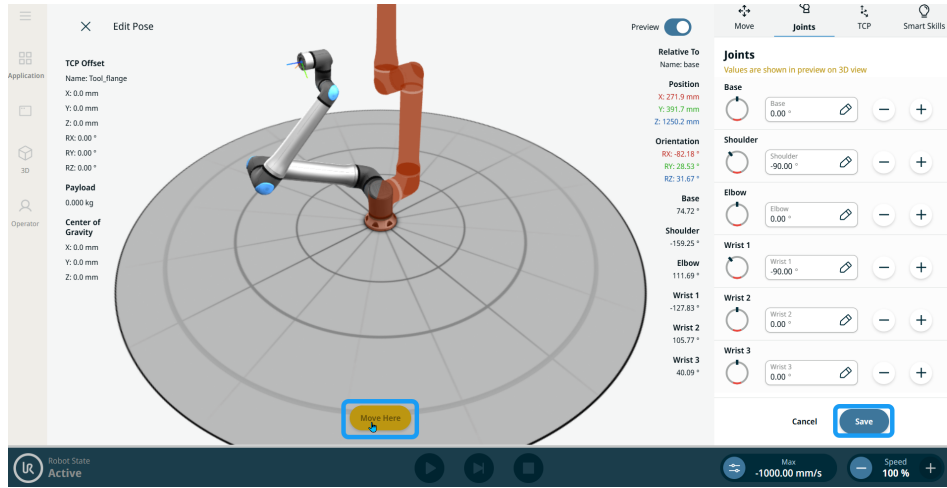 Application
3D
Operator
Edit Pose
TCP Offset
Name: Tool_flange
X: 0.0 mm
Y: 0.0 mm
Z: 0.0 mm
RX: 0.00 °
RY: 0.00 °
RZ: 0.00 °
Payload
0.000 kg
Center of
Gravity
X: 0.0 mm
Y: 0.0 mm
Z: 0.0 mm
Move Here
Preview
Relative To
Name: base
Position
X: 271.9 mm
Y: 391.7 mm
Z: 1250.2 mm
Orientation
RX: -82.18 °
RY: 28.53 °
RZ: 31.67 °
Base
74.72 °
Shoulder
-159.25 °
Elbow
111.69 °
Wrist 1
-127.83 °
Wrist 2
105.77 °
Wrist 3
40.09 °
Move
Joints
TCP
Smart Skills
Joints
Values are shown in preview on 3D view
Base
Base
0.00 °
Shoulder
Shoulder
-90.00 °
Elbow
Elbow
0.00 °
Wrist 1
Wrist 1
-90.00 °
Wrist 2
Wrist 2
0.00 °
Wrist 3
Wrist 3
0.00 °
Cancel
Save
UR
Robot State
Active
Max
-1000.00 mm/s
Speed
100 %